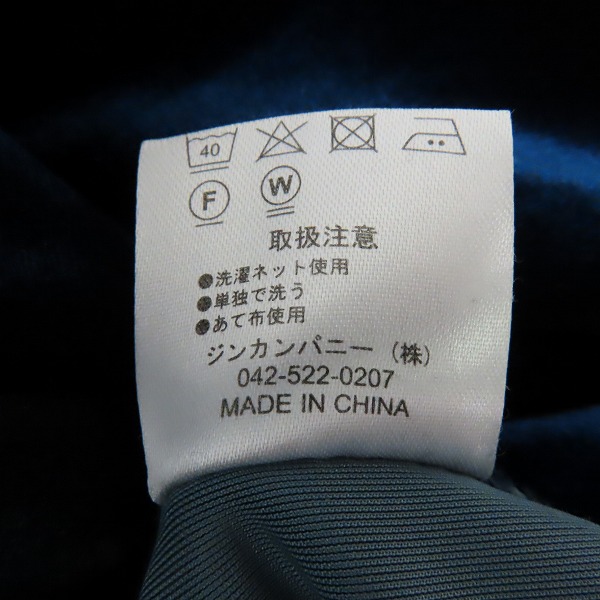 40
F W
取扱注意
●洗濯ネット使用
●単独で洗う
●あて布使用
ジンカンパニー（株）
042-522-0207
MADE IN CHINA